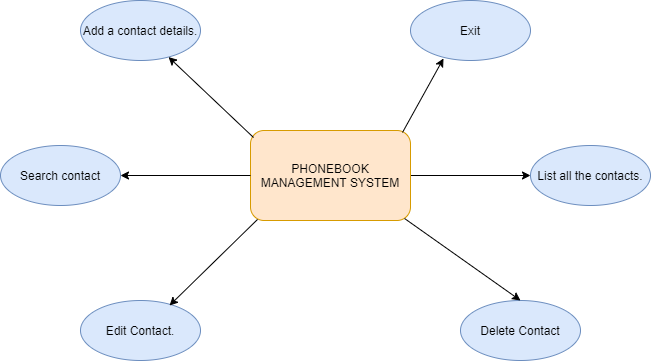 Add a contact details.
Exit
PHONEBOOK
MANAGEMENT SYSTEM
Search contact
List all the contacts.
Edit Contact.
Delete Contact